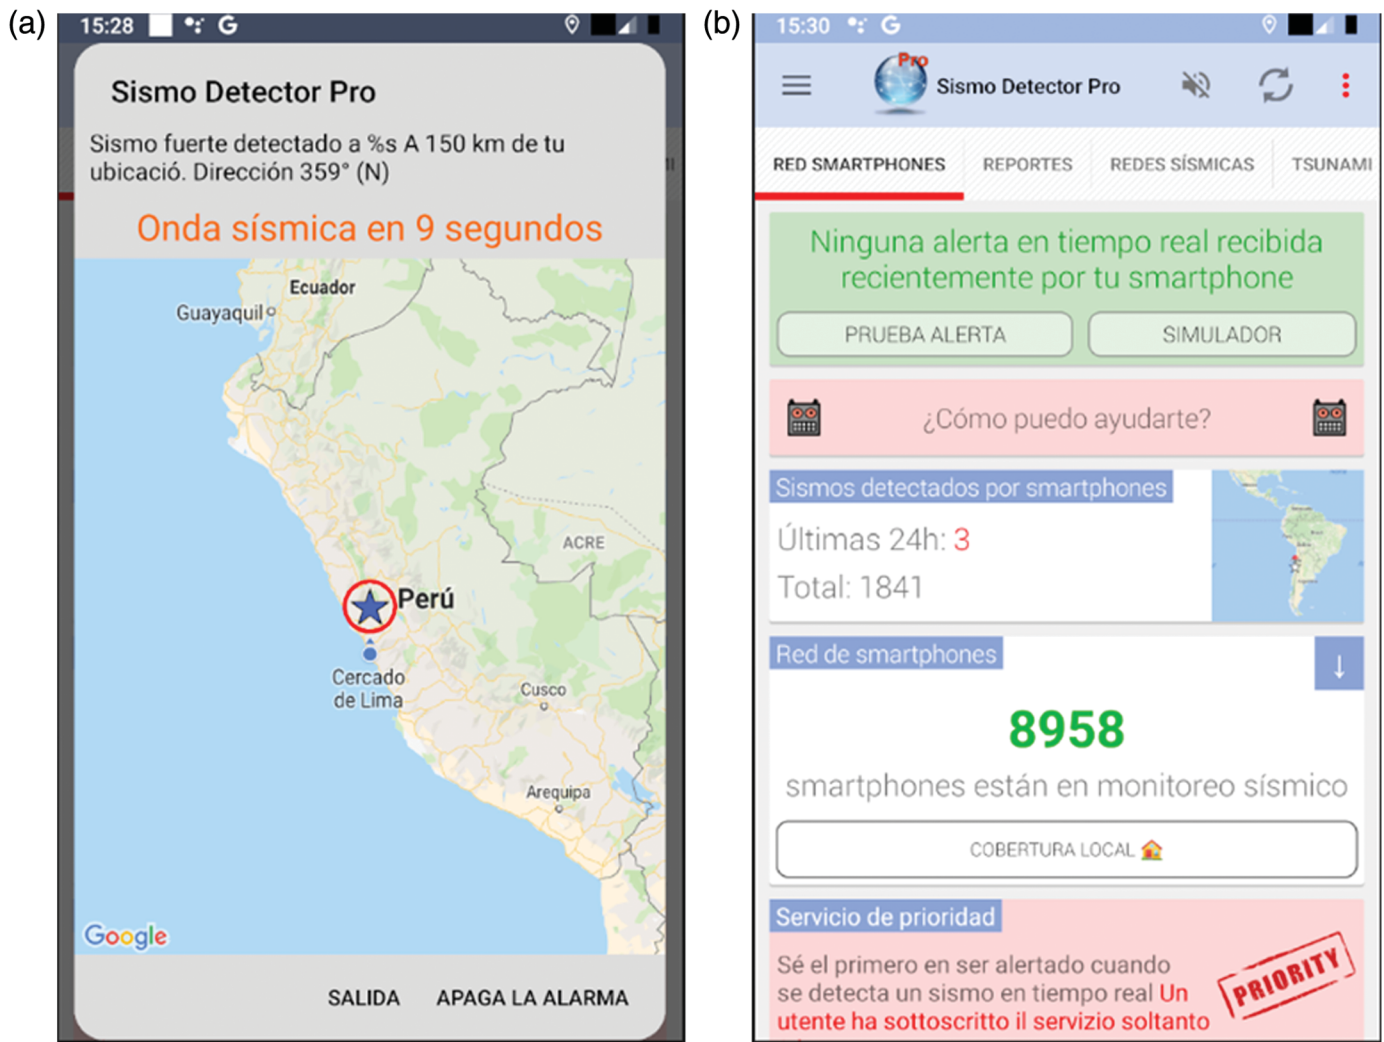 (a)
15:28
Sismo Detector Pro
Sismo fuerte detectado a %s A 150 km de tu
ubicació. Dirección 359° (N)
Onda sísmica en 9 segundos
Ecuador
Guayaquil
ACRE
Perú
Cercado
de Lima
Cusco
Arequipa
Google
SALIDA
APAGA LA ALARMA
(b)
15:30
Pro
Sismo Detector Pro
RED SMARTPHONES
REPORTES
REDES SÍSMICAS
TSUNAMI
Ninguna alerta en tiempo real recibida
recientemente por tu smartphone
PRUEBA ALERTA
SIMULADOR
¿Cómo puedo ayudarte?
Sismos detectados por smartphones
Últimas 24h: 3
Total: 1841
Red de smartphones
↓
8958
smartphones están en monitoreo sísmico
COBERTURA LOCAL
Servicio de prioridad
Sé el primero en ser alertado cuando
se detecta un sismo en tiempo real Un
utente ha sottoscritto il servizio soltanto
PRIORITY